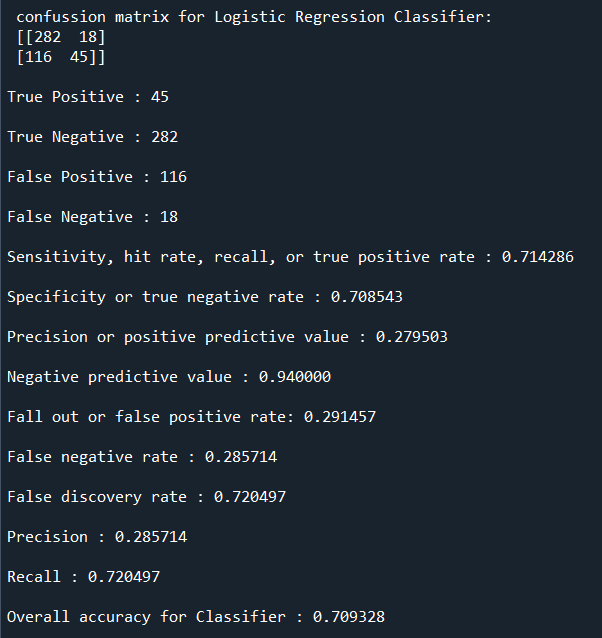 confussion matrix for Logistic Regression Classifier:
[[282  18]
[116  45]]
True Positive : 45
True Negative : 282
False Positive : 116
False Negative : 18
Sensitivity, hit rate, recall, or true positive rate : 0.714286
Specificity or true negative rate : 0.708543
Precision or positive predictive value : 0.279503
Negative predictive value : 0.940000
Fall out or false positive rate: 0.291457
False negative rate : 0.285714
False discovery rate : 0.720497
Precision : 0.285714
Recall : 0.720497
Overall accuracy for Classifier : 0.709328